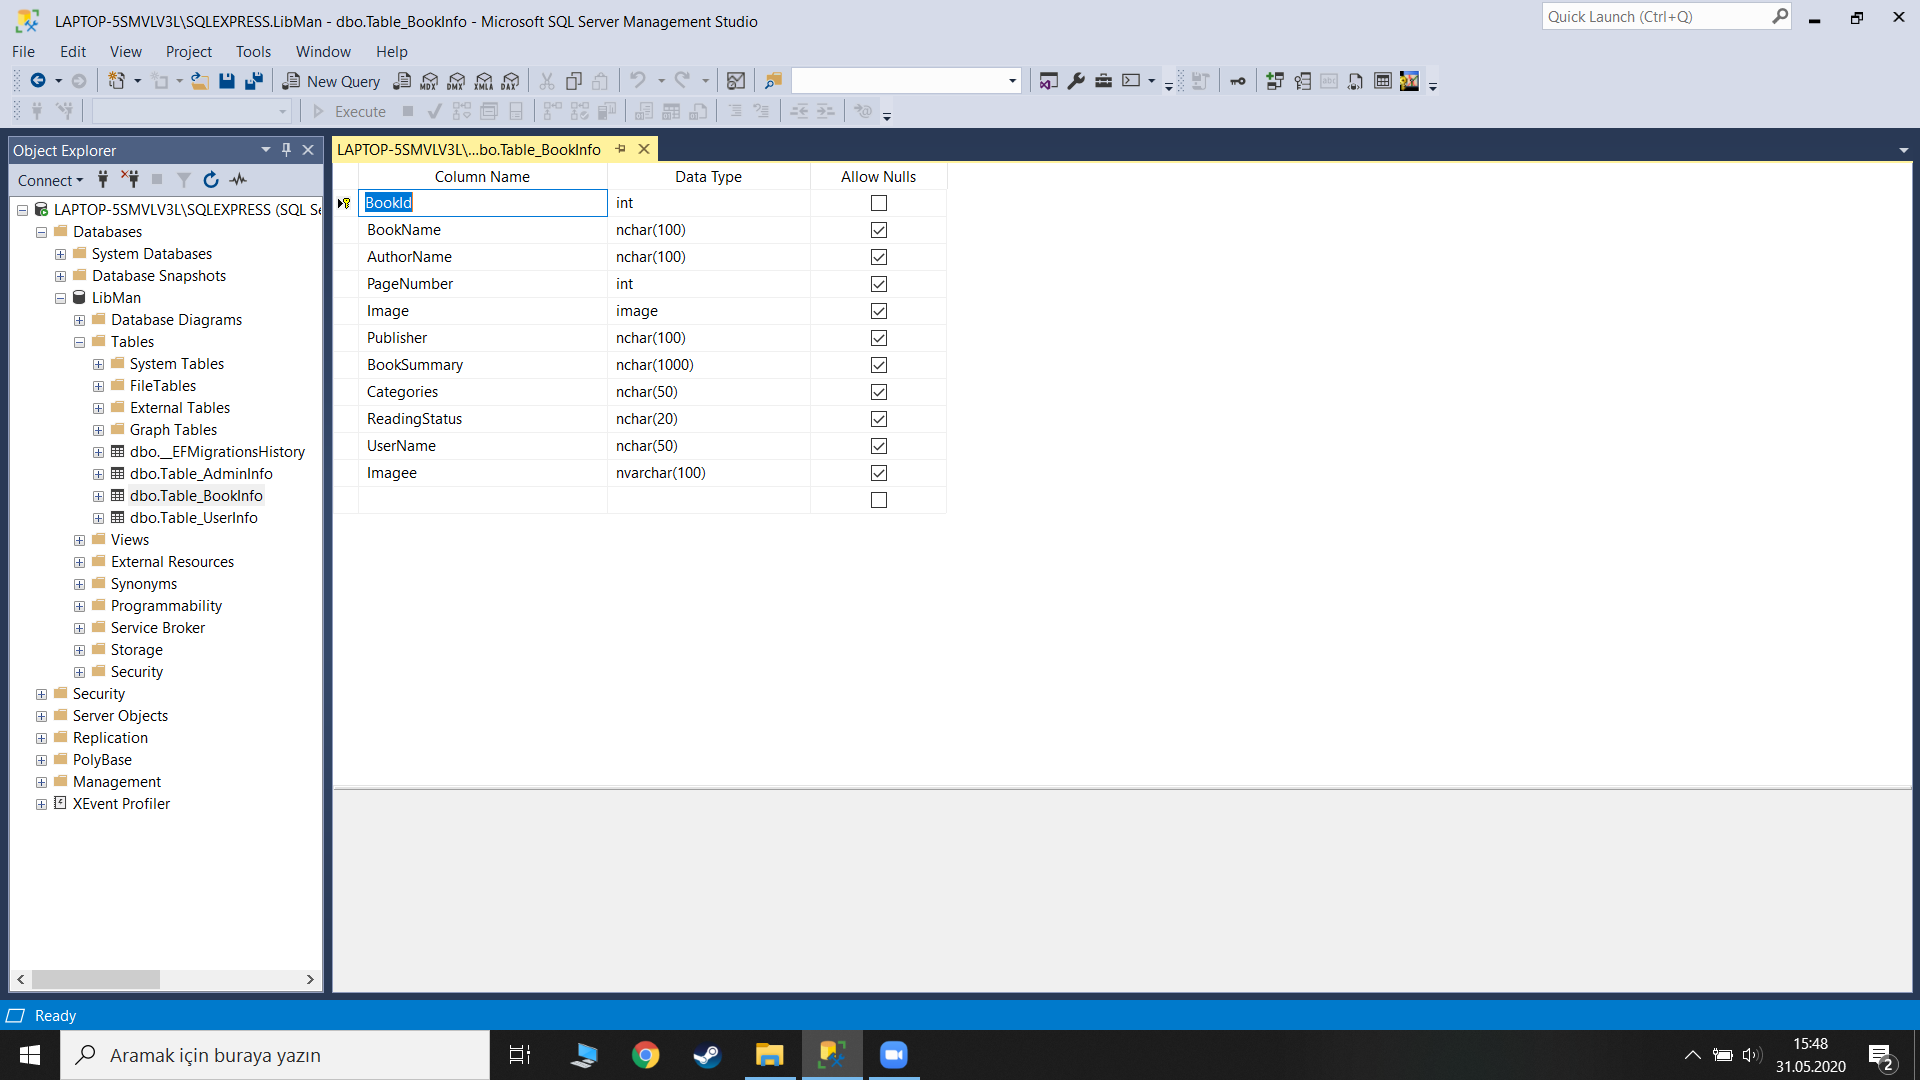 LAPTOP-5SMVLV3L\SQLEXPRESS.LibMan - dbo.Table_BookInfo - Microsoft SQL Server Management Studio
Quick Launch (Ctrl+Q)
File Edit View Project Tools Window Help
New Query MDX DMX XMLA DAX
Execute
Object Explorer
LAPTOP-5SMVLV3L\...bo.Table_BookInfo
Connect
LAPTOP-5SMVLV3L\SQLEXPRESS (SQL Se
Databases
System Databases
Database Snapshots
LibMan
Database Diagrams
Tables
System Tables
FileTables
External Tables
Graph Tables
dbo.__EFMigrationsHistory
dbo.Table_AdminInfo
dbo.Table_BookInfo
dbo.Table_UserInfo
Views
External Resources
Synonyms
Programmability
Service Broker
Storage
Security
Security
Server Objects
Replication
PolyBase
Management
XEvent Profiler
Column Name Data Type Allow Nulls
BookId int
BookName nchar(100)
AuthorName nchar(100)
PageNumber int
Image image
Publisher nchar(100)
BookSummary nchar(1000)
Categories nchar(50)
ReadingStatus nchar(20)
UserName nchar(50)
Imagee nvarchar(100)
Ready
Aramak için buraya yazın
15:48
31.05.2020
2